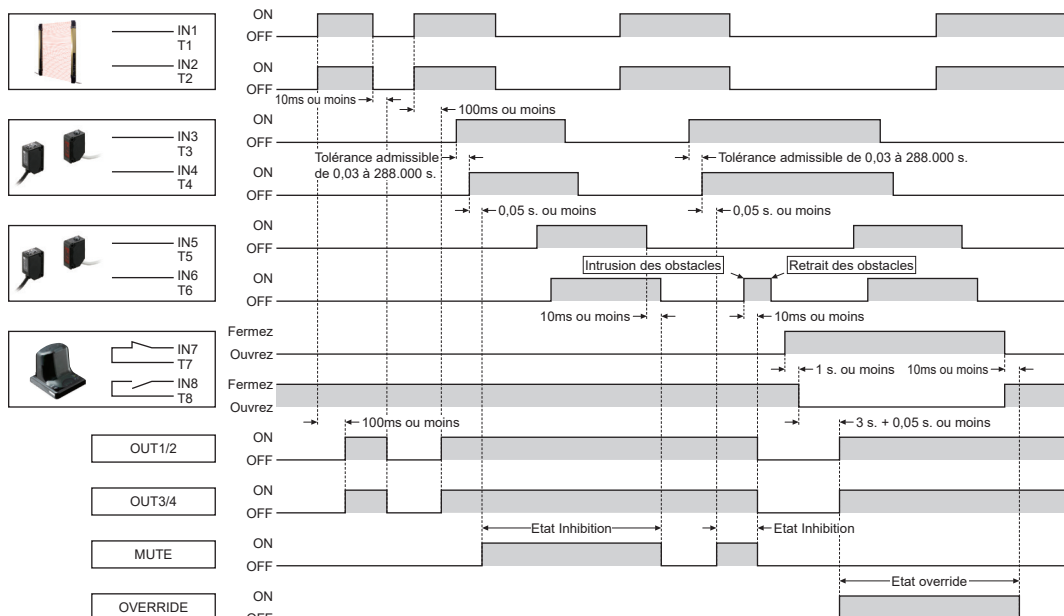 ON
IN1
T1
OFF
ON
IN2
T2
OFF
10ms ou moins
100ms ou moins
ON
IN3
T3
OFF
Tolérance admissible
de 0,03 à 288.000 s.
Tolérance admissible de 0,03 à 288.000 s.
IN4
T4
ON
OFF
0,05 s. ou moins
0,05 s. ou moins
ON
IN5
T5
OFF
Intrusion des obstacles
Retrait des obstacles
IN6
T6
ON
OFF
10ms ou moins
10ms ou moins
Fermez
IN7
T7
Ouvrez
1 s. ou moins
10ms ou moins
IN8
T8
Fermez
Ouvrez
100ms ou moins
3 s. + 0,05 s. ou moins
OUT1/2
ON
OFF
OUT3/4
ON
OFF
Etat Inhibition
Etat Inhibition
MUTE
ON
OFF
Etat override
OVERRIDE
ON
OFF